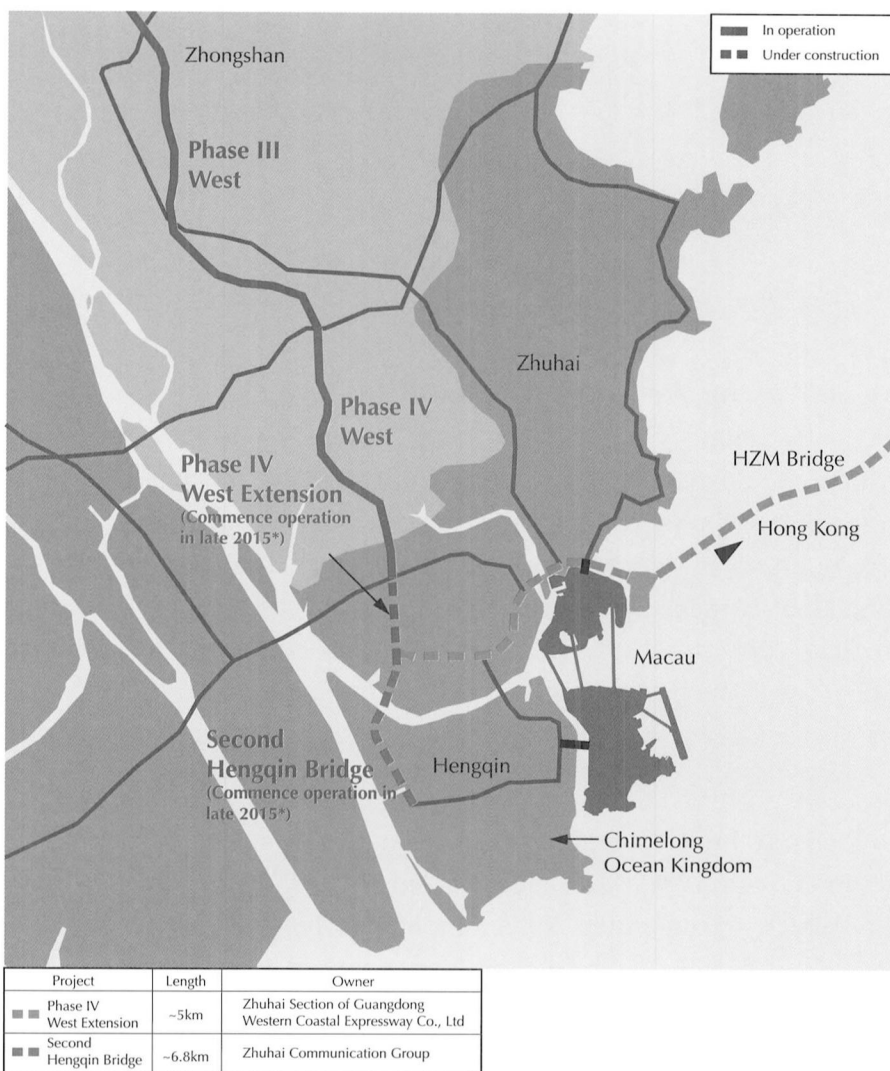 In operation
Under construction
Zhongshan
Phase III
West
Zhuhai
Phase IV
West
Phase IV
West Extension
(Commence operation
in late 2015*)
HZM Bridge
Hong Kong
Macau
Second
Hengqin Bridge
(Commence operation in
late 2015*)
Hengqin
Chimelong
Ocean Kingdom
Project Length Owner
Phase IV
West Extension
~5km
Zhuhai Section of Guangdong
Western Coastal Expressway Co., Ltd
Second
Hengqin Bridge
~6.8km
Zhuhai Communication Group